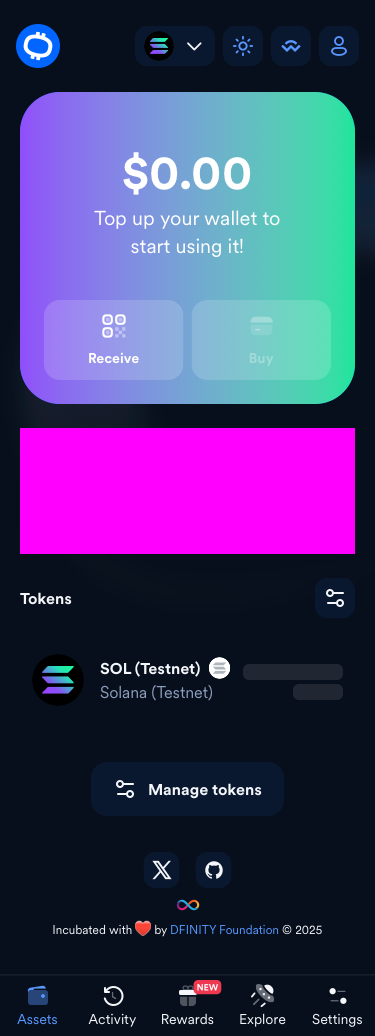 $0.00
Top up your wallet to
start using it!
Receive
Buy
Tokens
SOL (Testnet)
Solana (Testnet)
Manage tokens
Incubated with ❤️ by DFINITY Foundation © 2025
NEW
Assets
Activity
Rewards
Explore
Settings